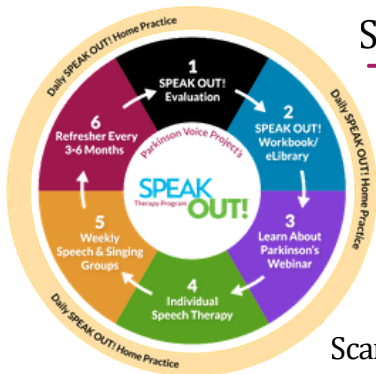 S
Daily SPEAK OUT! Home Practice
Daily SPEAK OUT! Home Practice
Daily SPEAK OUT! Home Practice
1
SPEAK OUT!
Evaluation
2
SPEAK OUT!
Workbook/
eLibrary
3
Learn About
Parkinson's
Webinar
4
Individual
Speech Therapy
5
Weekly
Speech & Singing
Groups
6
Refresher Every
3-6 Months
Parkinson Voice Project's
SPEAK
Therapy Program OUT!
Scan